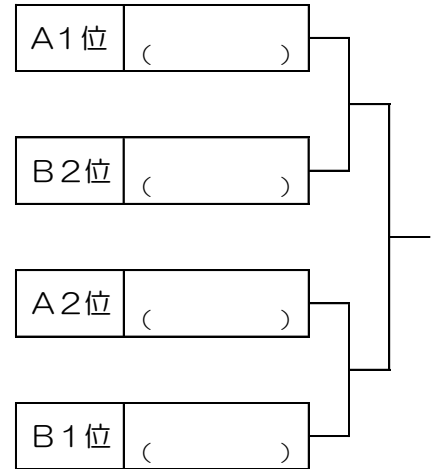 A1位 （　　　　）
B2位 （　　　　）
A2位 （　　　　）
B1位 （　　　　）